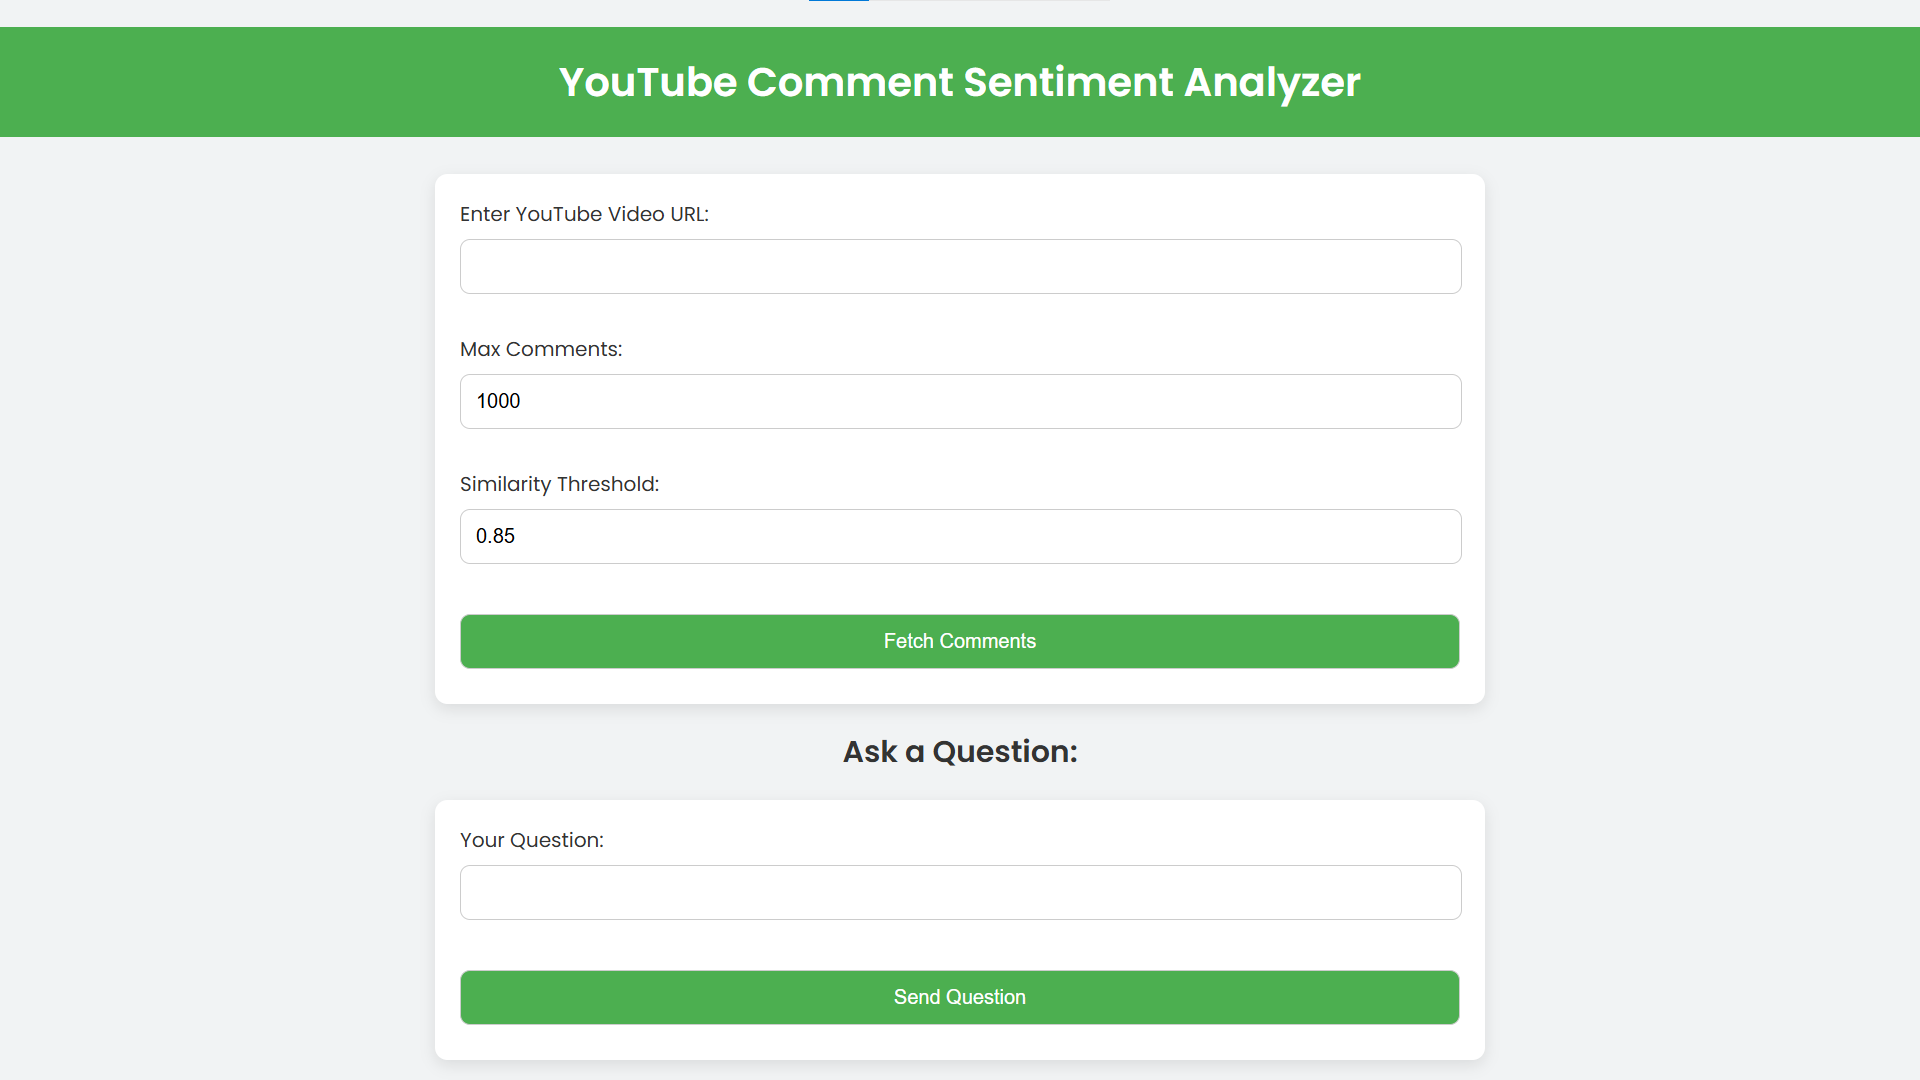 YouTube Comment Sentiment Analyzer
Enter YouTube Video URL:
Max Comments:
1000
Similarity Threshold:
0.85
Fetch Comments
Ask a Question:
Your Question:
Send Question